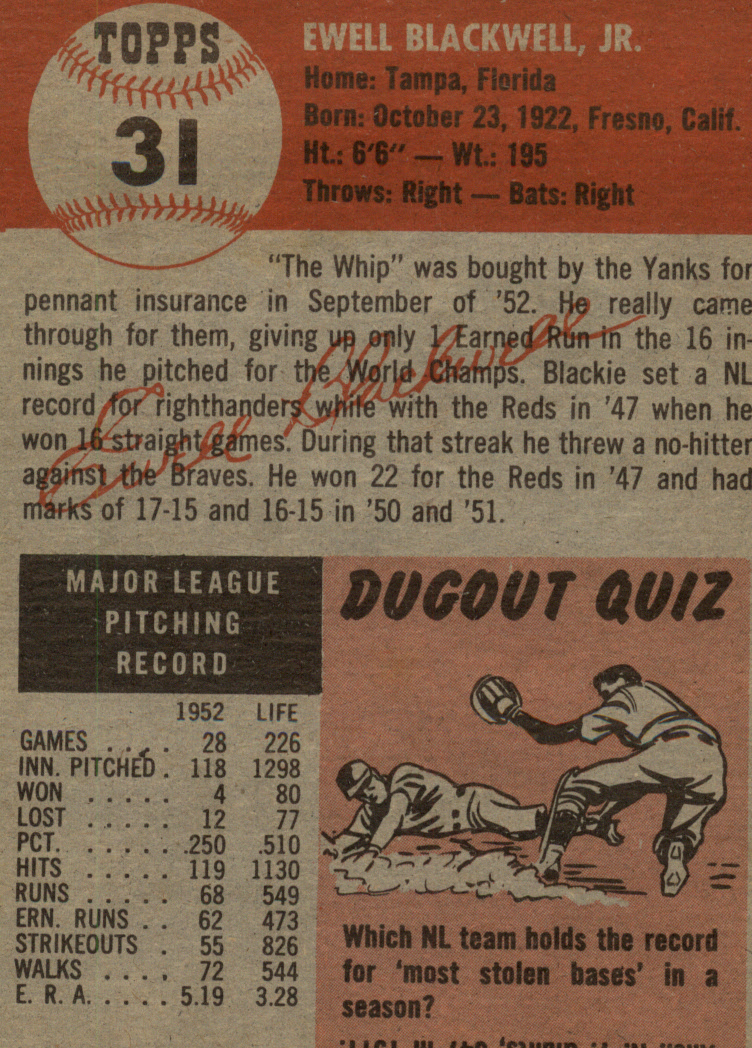 TOPPS
31
EWELL BLACKWELL, JR.
Home: Tampa, Florida
Born: October 23, 1922, Fresno, Calif.
Ht.: 6'6" — Wt.: 195
Throws: Right — Bats: Right
"The Whip" was bought by the Yanks for
pennant insurance in September of '52. He really came
through for them, giving up only 1 Earned Run in the 16 in-
nings he pitched for the World Champs. Blackie set a NL
record for righthanders while with the Reds in '47 when he
won 16 straight games. During that streak he threw a no-hitter
against the Braves. He won 22 for the Reds in '47 and had
marks of 17-15 and 16-15 in '50 and '51.
Ewell Blackwell
MAJOR LEAGUE
PITCHING
RECORD
1952 LIFE
GAMES .... 28 226
INN. PITCHED . 118 1298
WON ..... 4 80
LOST ..... 12 77
PCT. ..... .250 .510
HITS ..... 119 1130
RUNS ..... 68 549
ERN. RUNS .. 62 473
STRIKEOUTS . 55 826
WALKS .... 72 544
E. R. A. ..... 5.19 3.28
DUGOUT QUIZ
Which NL team holds the record
for 'most stolen bases' in a
season?